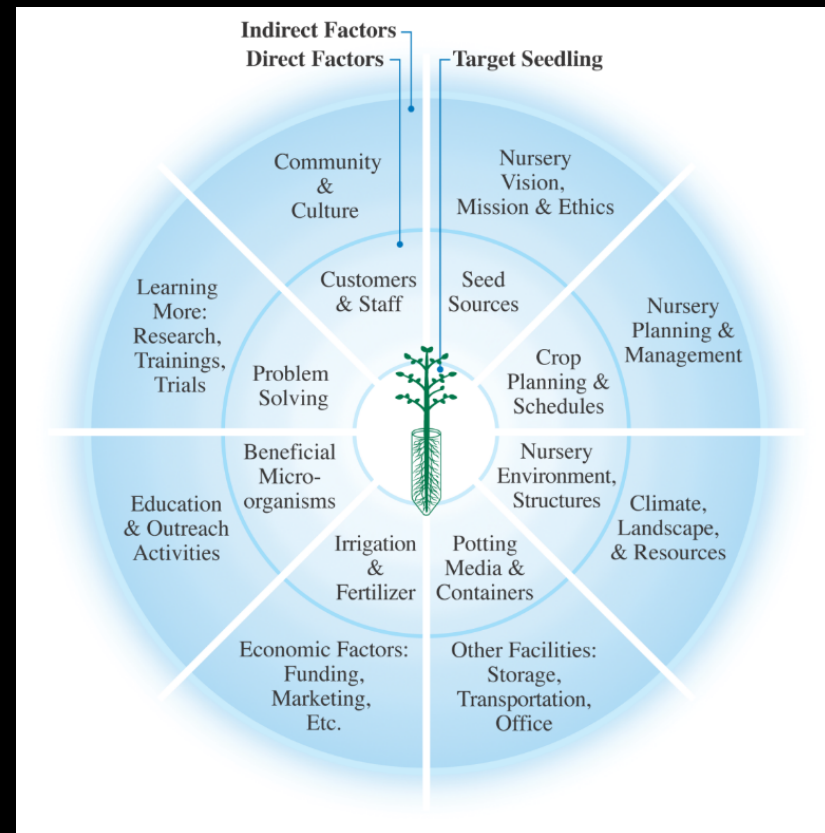 Indirect Factors
Direct Factors
Target Seedling
Community
&
Culture
Nursery
Vision,
Mission & Ethics
Learning
More:
Research,
Trainings,
Trials
Customers
& Staff
Seed
Sources
Nursery
Planning &
Management
Problem
Solving
Crop
Planning &
Schedules
Beneficial
Micro-
organisms
Nursery
Environment,
Structures
Education
& Outreach
Activities
Climate,
Landscape,
& Resources
Irrigation
&
Fertilizer
Potting
Media &
Containers
Economic Factors:
Funding,
Marketing,
Etc.
Other Facilities:
Storage,
Transportation,
Office